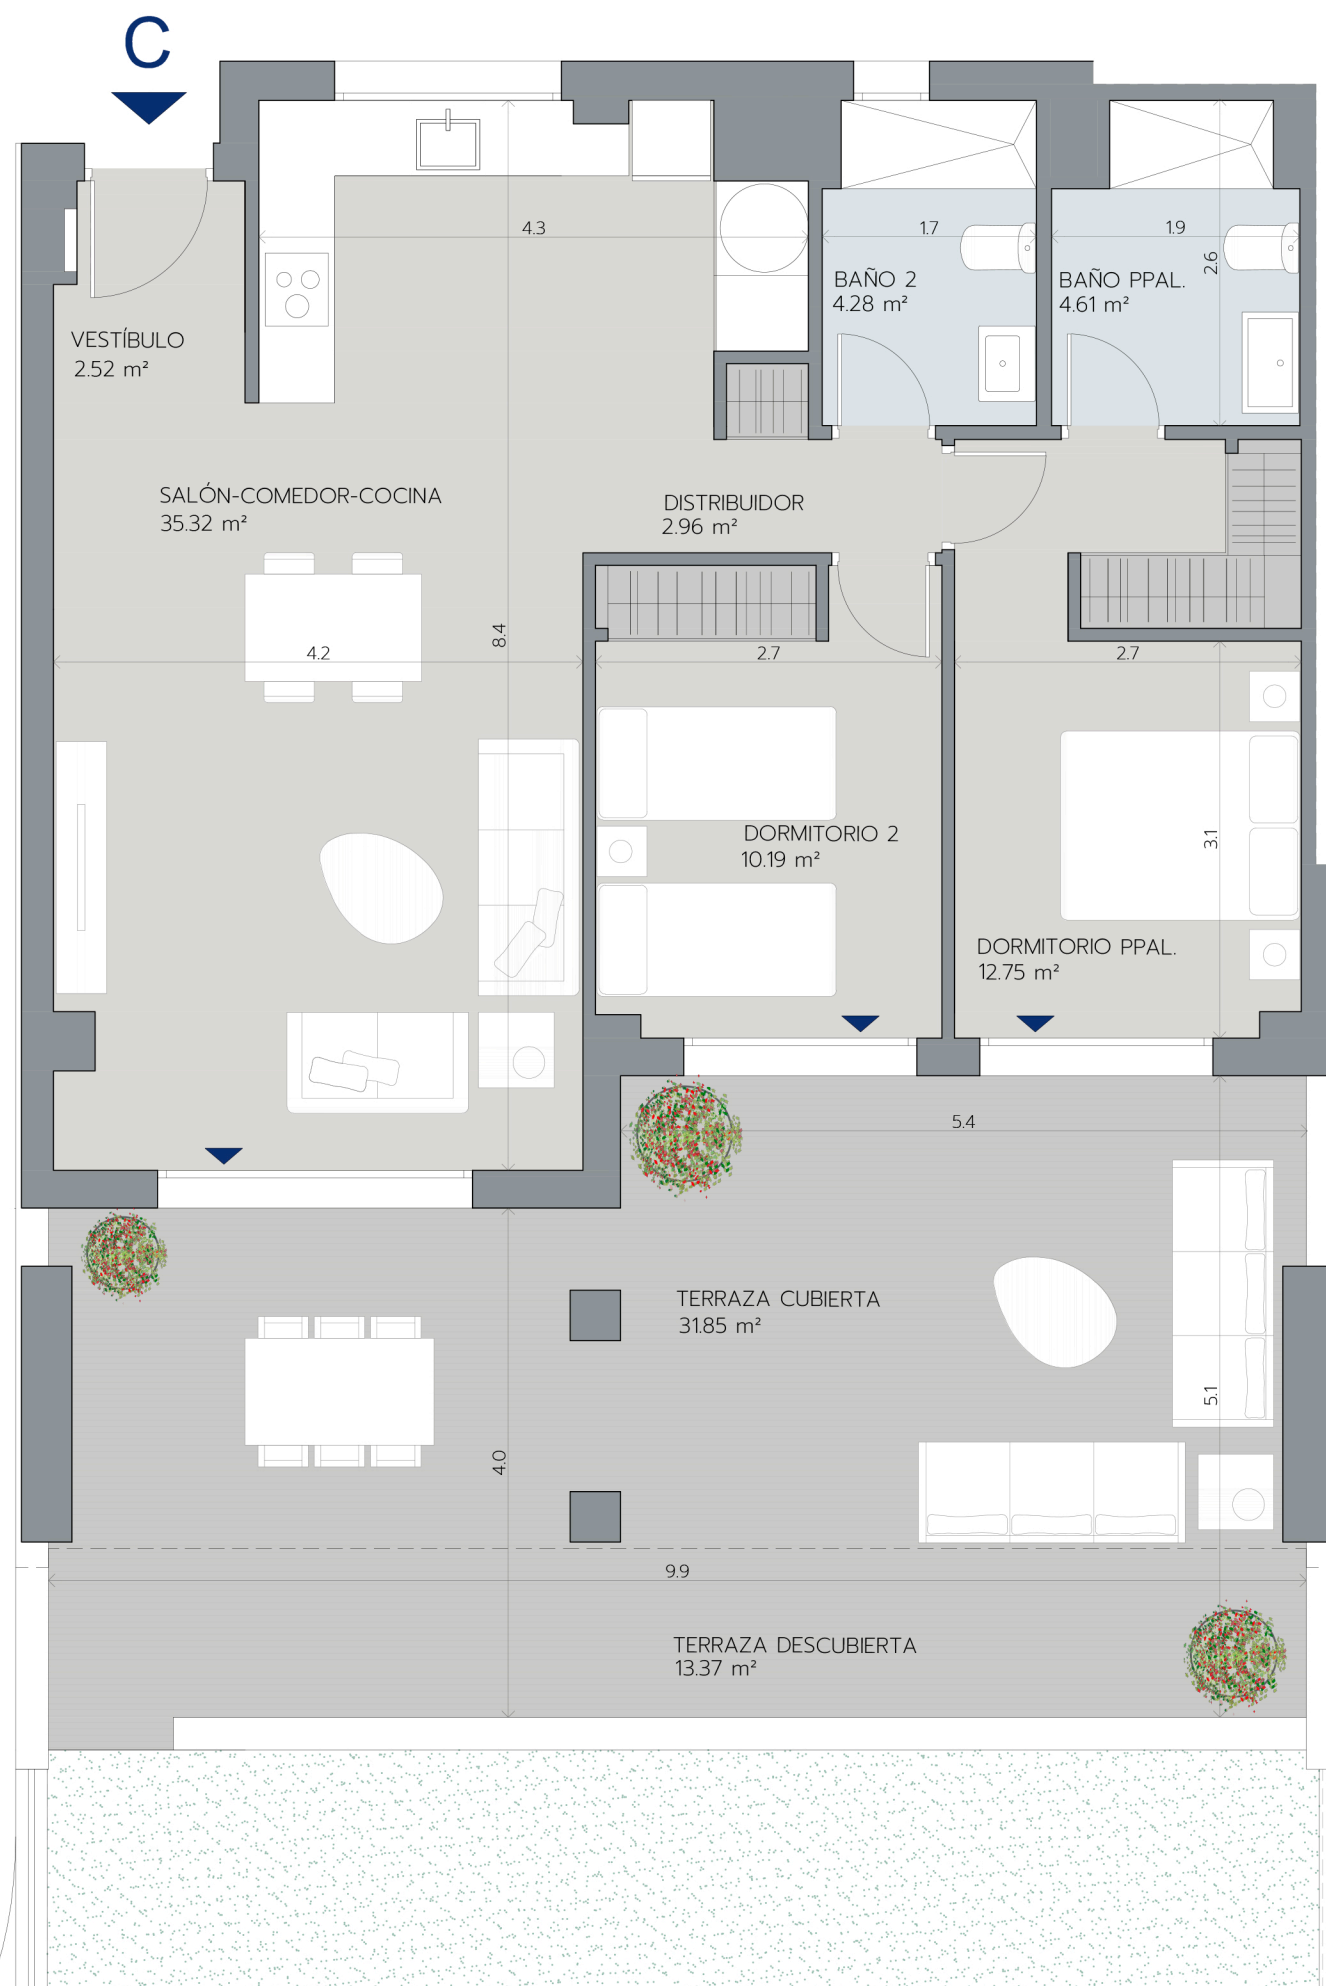 C
4.3
1.7
1.9
2.6
BAÑO 2
4.28 m²
BAÑO PPAL.
4.61 m²
VESTÍBULO
2.52 m²
SALÓN-COMEDOR-COCINA
35.32 m²
DISTRIBUIDOR
2.96 m²
8.4
4.2
2.7
2.7
3.1
DORMITORIO 2
10.19 m²
DORMITORIO PPAL.
12.75 m²
5.4
TERRAZA CUBIERTA
31.85 m²
5.1
4.0
9.9
TERRAZA DESCUBIERTA
13.37 m²